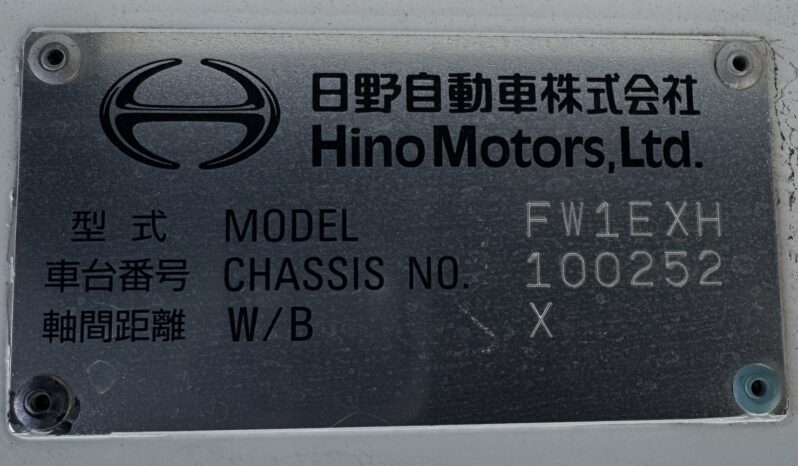 日野自動車株式会社
Hino Motors, Ltd.
型式 MODEL FW1EXH
車台番号 CHASSIS NO. 100252
軸間距離 W/B X